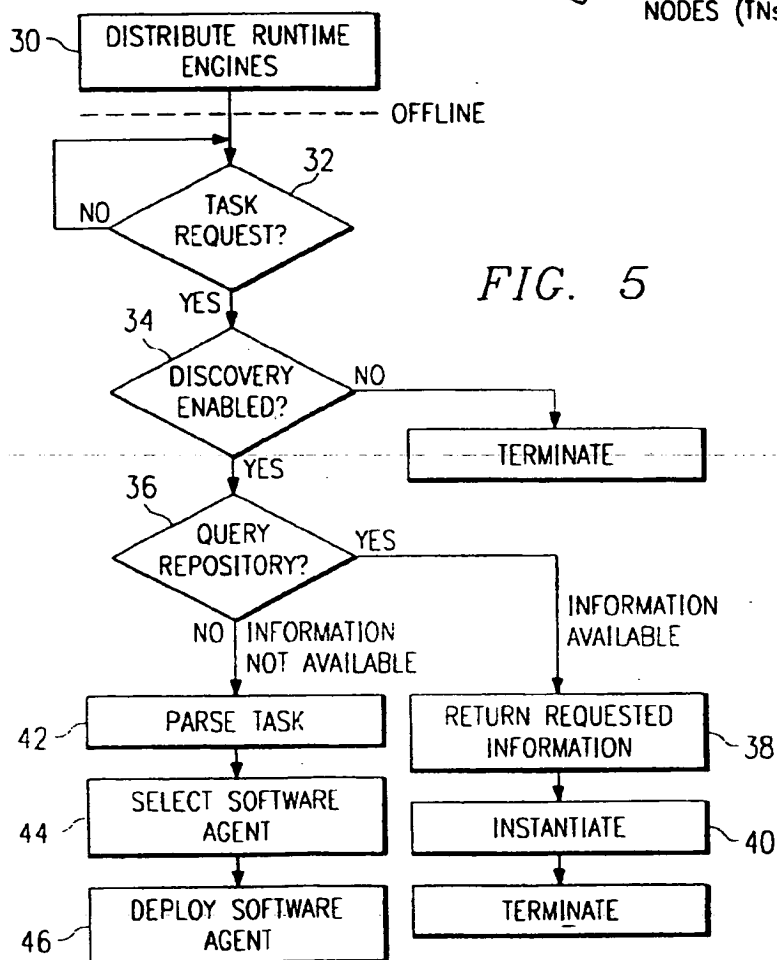 NODES (TNs
30
DISTRIBUTE RUNTIME
ENGINES
OFFLINE
32
TASK
REQUEST?
NO
YES
FIG. 5
34
DISCOVERY
ENABLED?
NO
TERMINATE
YES
36
QUERY
REPOSITORY?
YES
INFORMATION
AVAILABLE
NO
INFORMATION
NOT AVAILABLE
42
PARSE TASK
RETURN REQUESTED
INFORMATION
38
44
SELECT SOFTWARE
AGENT
INSTANTIATE
40
46
DEPLOY SOFTWARE
AGENT
TERMINATE